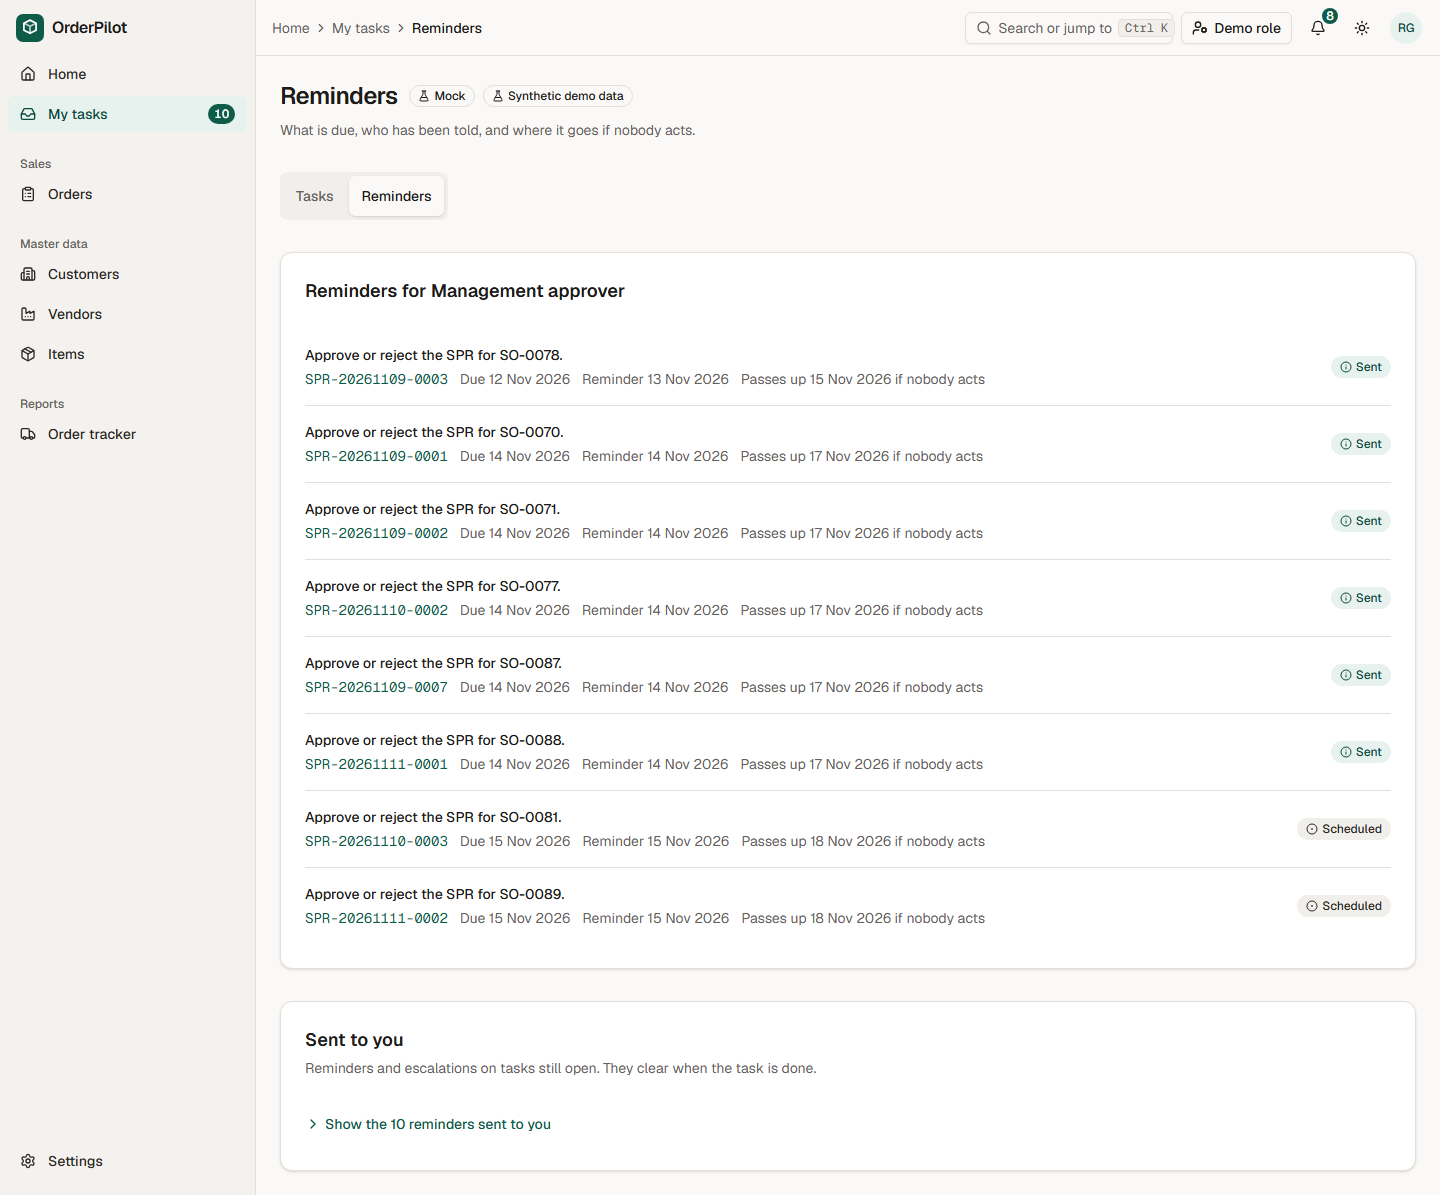 OrderPilot
Home
My tasks
10
Sales
Orders
Master data
Customers
Vendors
Items
Reports
Order tracker
Settings
Home > My tasks > Reminders
Search or jump to Ctrl K
Demo role
8
RG
Reminders Mock Synthetic demo data
What is due, who has been told, and where it goes if nobody acts.
Tasks Reminders
Reminders for Management approver
Approve or reject the SPR for SO-0078.
SPR-20261109-0003 Due 12 Nov 2026 Reminder 13 Nov 2026 Passes up 15 Nov 2026 if nobody acts
Sent
Approve or reject the SPR for SO-0070.
SPR-20261109-0001 Due 14 Nov 2026 Reminder 14 Nov 2026 Passes up 17 Nov 2026 if nobody acts
Sent
Approve or reject the SPR for SO-0071.
SPR-20261109-0002 Due 14 Nov 2026 Reminder 14 Nov 2026 Passes up 17 Nov 2026 if nobody acts
Sent
Approve or reject the SPR for SO-0077.
SPR-20261110-0002 Due 14 Nov 2026 Reminder 14 Nov 2026 Passes up 17 Nov 2026 if nobody acts
Sent
Approve or reject the SPR for SO-0087.
SPR-20261109-0007 Due 14 Nov 2026 Reminder 14 Nov 2026 Passes up 17 Nov 2026 if nobody acts
Sent
Approve or reject the SPR for SO-0088.
SPR-20261111-0001 Due 14 Nov 2026 Reminder 14 Nov 2026 Passes up 17 Nov 2026 if nobody acts
Sent
Approve or reject the SPR for SO-0081.
SPR-20261110-0003 Due 15 Nov 2026 Reminder 15 Nov 2026 Passes up 18 Nov 2026 if nobody acts
Scheduled
Approve or reject the SPR for SO-0089.
SPR-20261111-0002 Due 15 Nov 2026 Reminder 15 Nov 2026 Passes up 18 Nov 2026 if nobody acts
Scheduled
Sent to you
Reminders and escalations on tasks still open. They clear when the task is done.
Show the 10 reminders sent to you